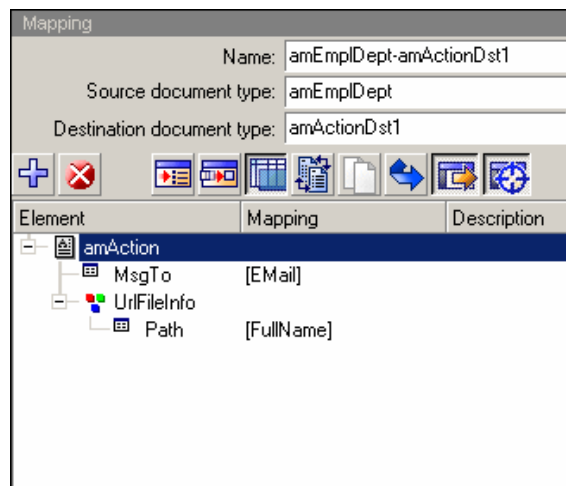 Mapping
Name: amEmplDept-amActionDst1
Source document type: amEmplDept
Destination document type: amActionDst1
Element Mapping Description
amAction
MsgTo [EMail]
UrlFileInfo
Path [FullName]